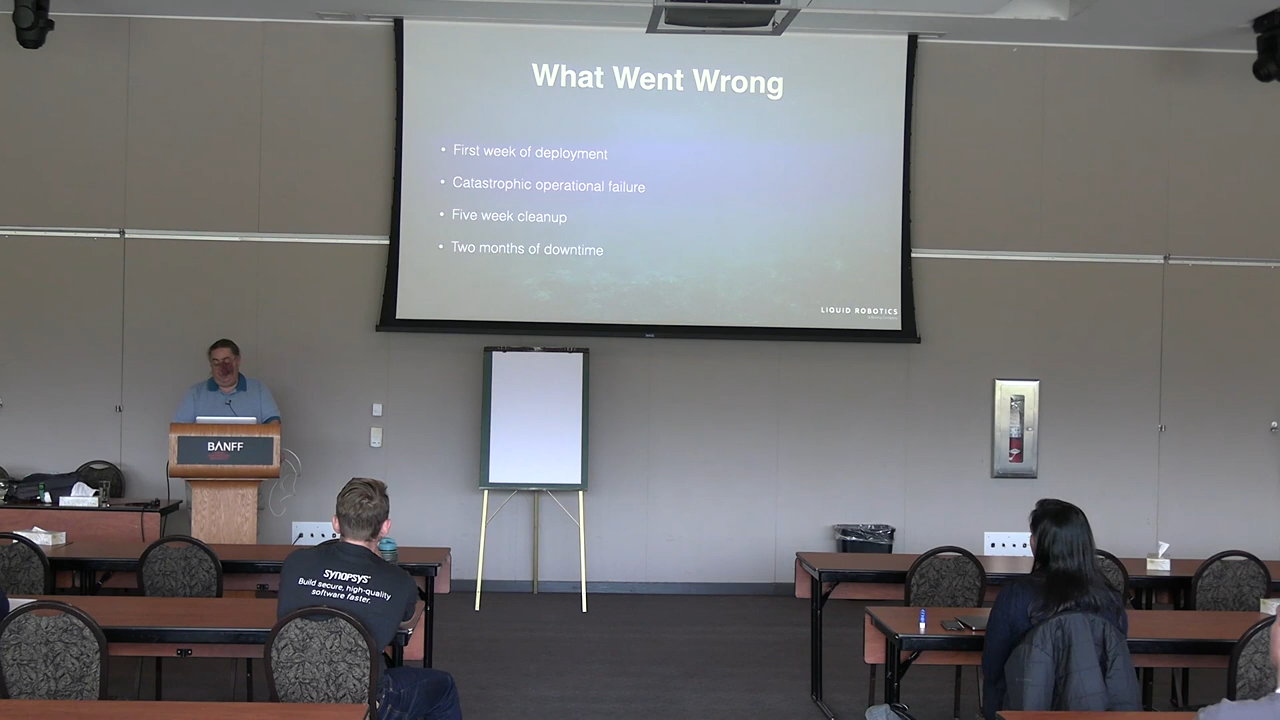 What Went Wrong
• First week of deployment
• Catastrophic operational failure
• Five week cleanup
• Two months of downtime
LIQUID ROBOTICS
BANFF
SYNOPSYS
Build secure, high-quality
software faster.